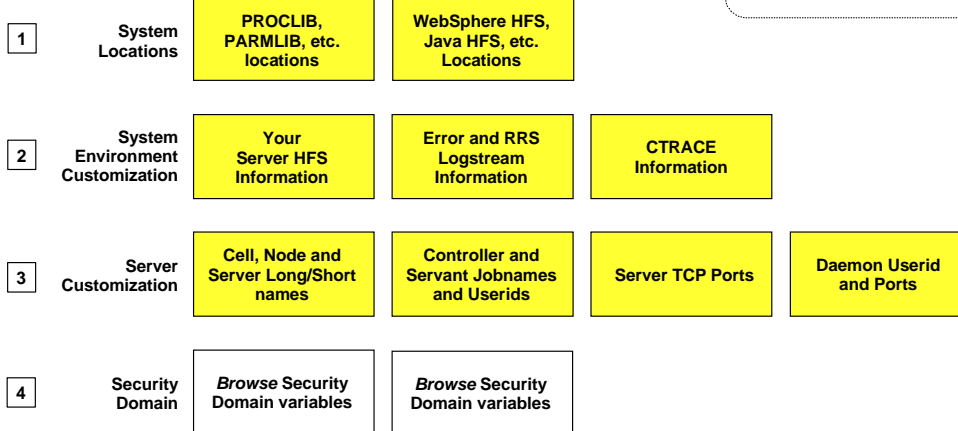 1
System
Locations
PROCLIB,
PARMLIB, etc.
locations
WebSphere HFS,
Java HFS, etc.
Locations
2
System
Environment
Customization
Your
Server HFS
Information
Error and RRS
Logstream
Information
CTRACE
Information
3
Server
Customization
Cell, Node and
Server Long/Short
names
Controller and
Servant Jobnames
and Userids
Server TCP Ports
Daemon Userid
and Ports
4
Security
Domain
Browse Security
Domain variables
Browse Security
Domain variables